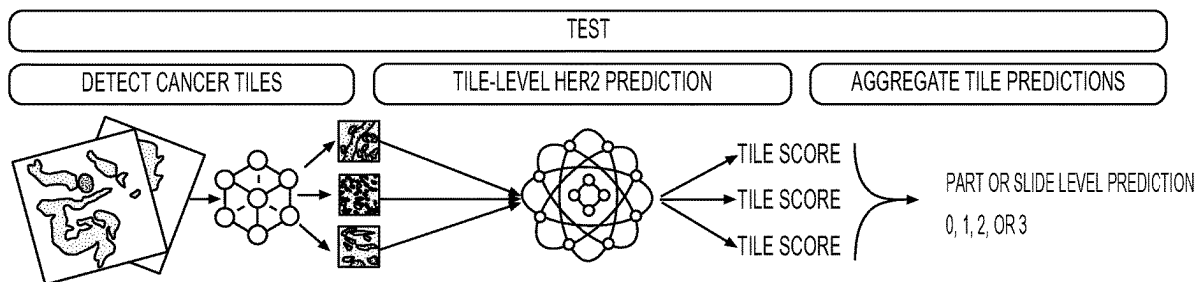 TEST
DETECT CANCER TILES
TILE-LEVEL HER2 PREDICTION
AGGREGATE TILE PREDICTIONS
TILE SCORE
TILE SCORE
TILE SCORE
PART OR SLIDE LEVEL PREDICTION
0, 1, 2, OR 3